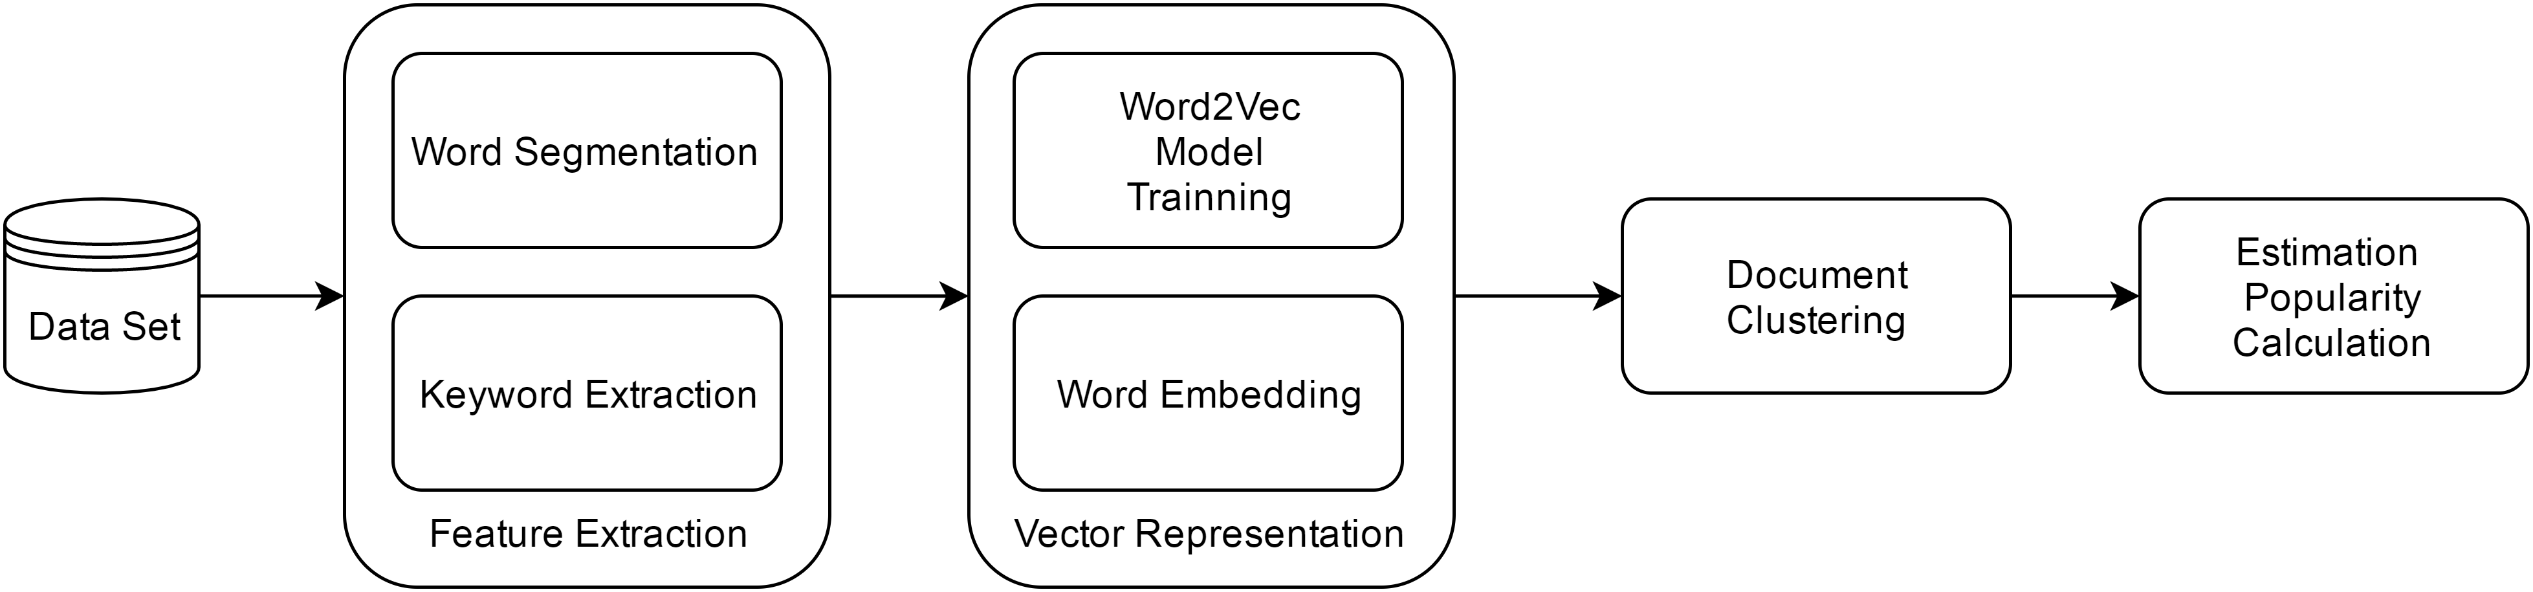 Data Set
Word Segmentation
Keyword Extraction
Feature Extraction
Word2Vec
Model
Trainning
Word Embedding
Vector Representation
Document
Clustering
Estimation
Popularity
Calculation